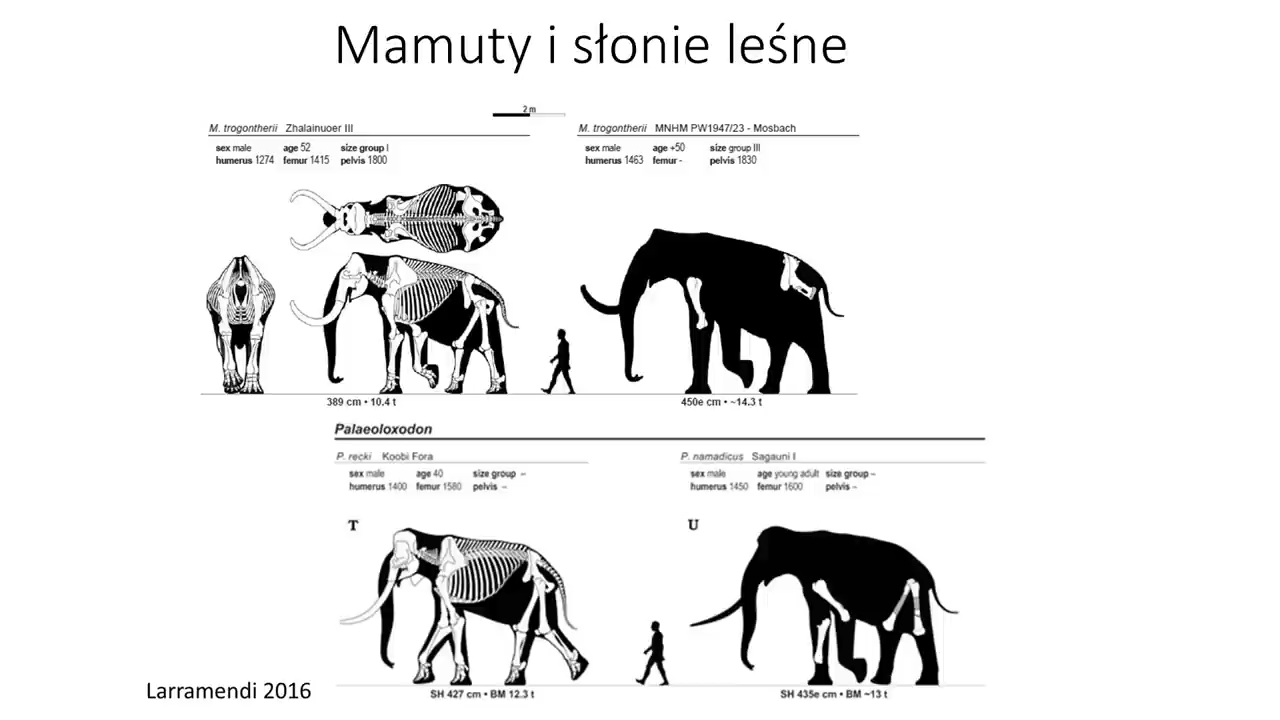 Mamuty i słonie leśne
2 m
M. trogontherii Zhalainuoer III
sex male age 52 size group I
humerus 1274 femur 1415 pelvis 1800
M. trogontherii MNHM PW1947/23 - Mosbach
sex male age +50 size group III
humerus 1463 femur - pelvis 1830
389 cm • 10.4 t
450e cm • ~14.3 t
Palaeoloxodon
P. recki Koobi Fora
sex male age 40 size group –
humerus 1400 femur 1580 pelvis –
P. namadicus Sagauni I
sex male age young adult size group –
humerus 1450 femur 1600 pelvis –
T
U
Larramendi 2016
SH 427 cm • BM 12.3 t
SH 435e cm • BM ~13 t